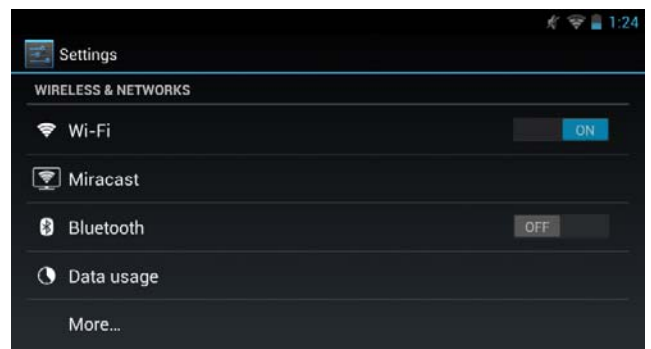 1:24
Settings
WIRELESS & NETWORKS
Wi-Fi ON
Miracast
Bluetooth OFF
Data usage
More...